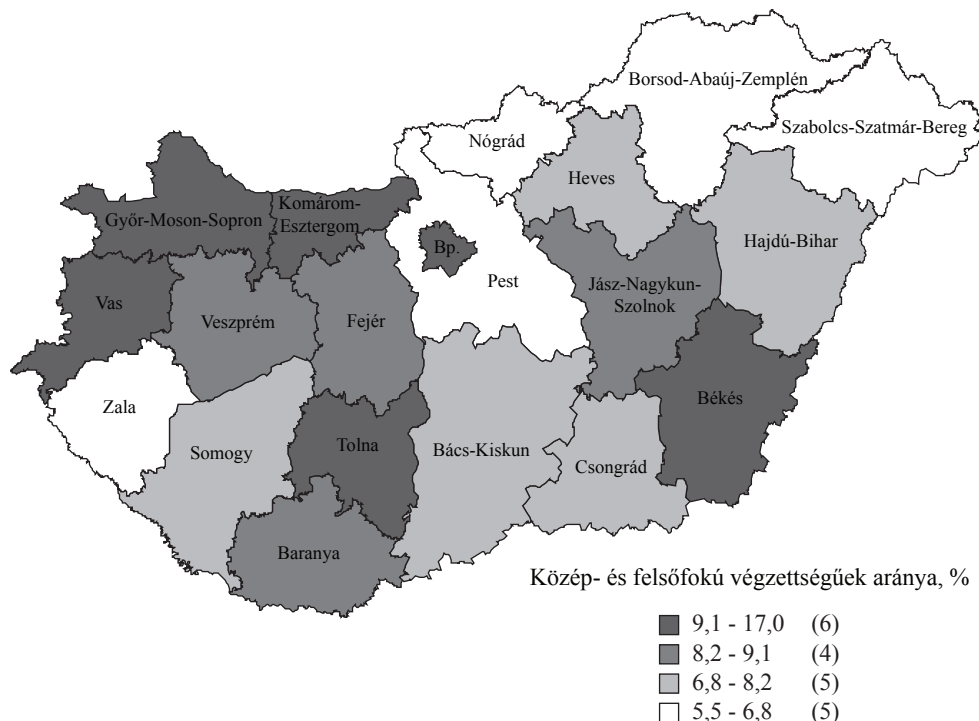 Borsod-Abaúj-Zemplén
Szabolcs-Szatmár-Bereg
Nógrád
Heves
Komárom-
Esztergom
Győr-Moson-Sopron
Hajdú-Bihar
Bp.
Pest
Jász-Nagykun-
Szolnok
Vas
Veszprém
Fejér
Zala
Békés
Somogy
Tolna
Bács-Kiskun
Csongrád
Baranya
Közép- és felsőfokú végzettségűek aránya, %
9,1 - 17,0 (6)
8,2 - 9,1 (4)
6,8 - 8,2 (5)
5,5 - 6,8 (5)